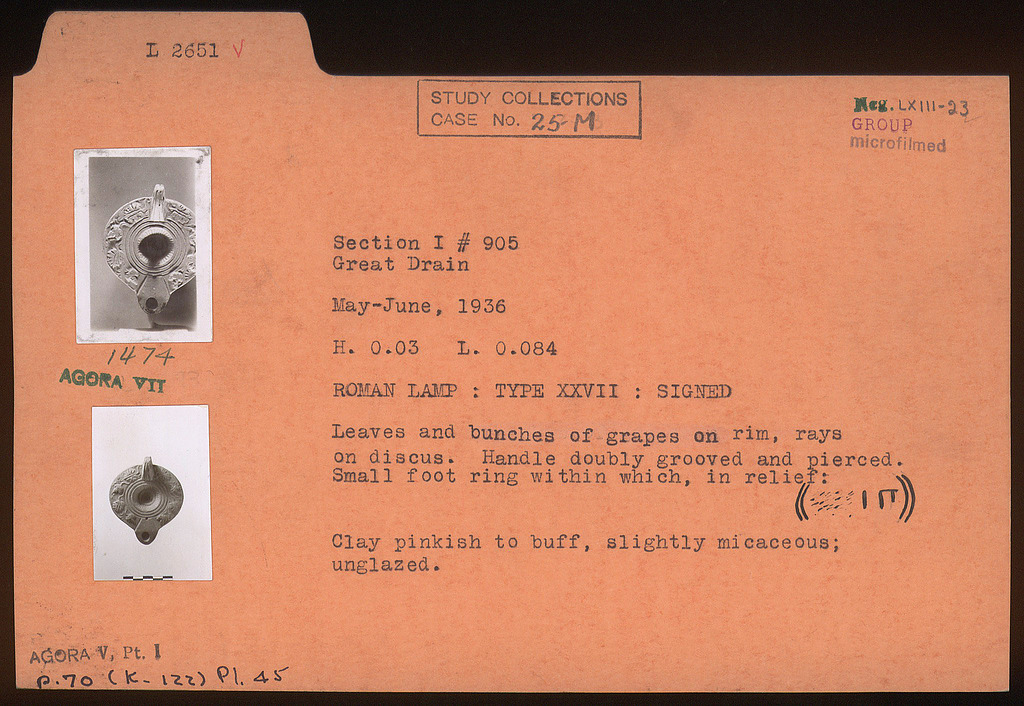 L 2651 V
STUDY COLLECTIONS
CASE No. 25-M
Neg. LXIII-23
GROUP
microfilmed
Section I # 905
Great Drain
May-June, 1936
H. 0.03 L. 0.084
ROMAN LAMP : TYPE XXVII : SIGNED
Leaves and bunches of grapes on rim, rays
on discus. Handle doubly grooved and pierced.
Small foot ring within which, in relief:
Clay pinkish to buff, slightly micaceous;
unglazed.
1474
AGORA VII
AGORA V, Pt. I
P.70 (K-122) Pl. 45